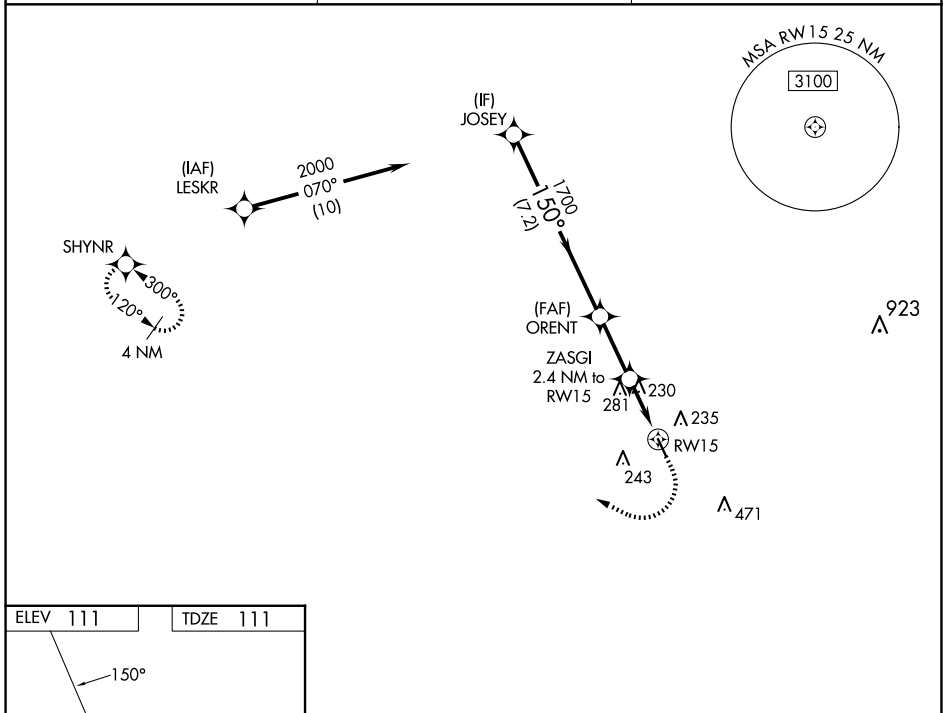 MSA RW15 25 NM
3100
(IF)
JOSEY
(IAF)
LESKR
2000
070°
(10)
1700
150°
(7.2)
SHYNR
300°
120°
4 NM
(FAF)
ORENT
923
ZASGI
2.4 NM to
RW15
281
230
235
RW15
243
471
ELEV 111
TDZE 111
150°